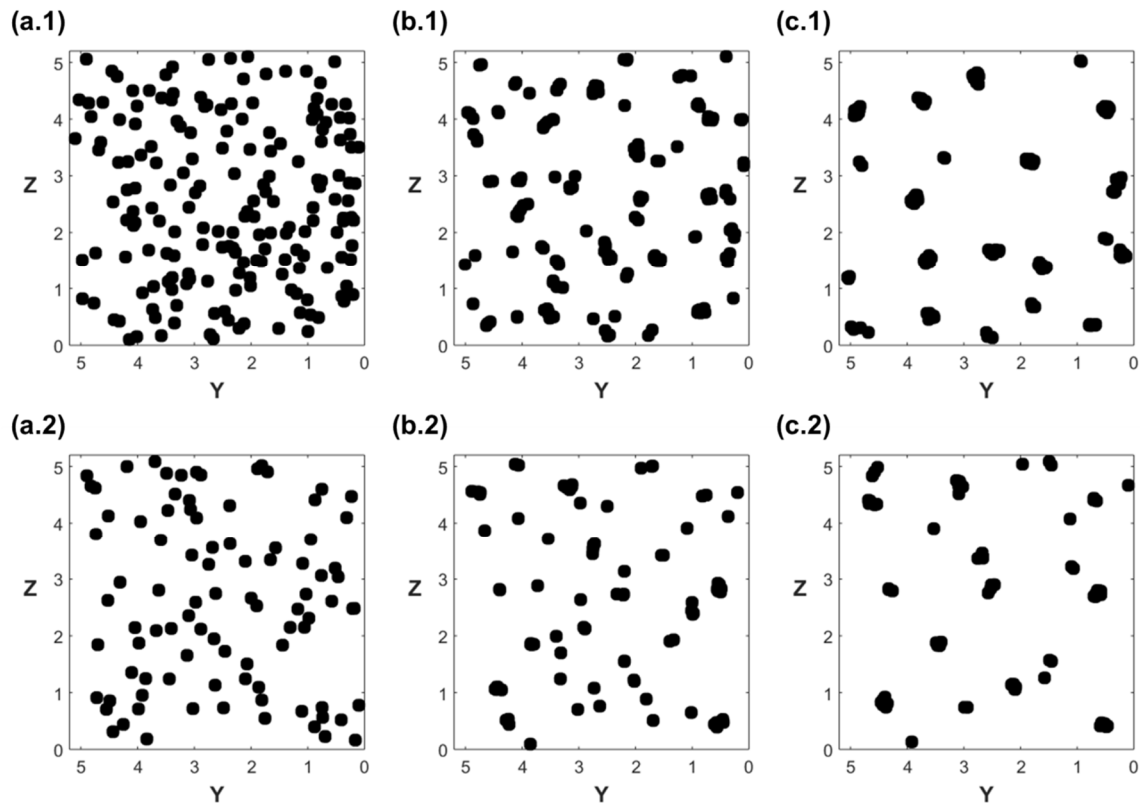 (a.1) (b.1) (c.1)
5 5 5
4 4 4
Z 3 Z 3 Z 3
2 2 2
1 1 1
0 0 0
5 4 3 2 1 0 5 4 3 2 1 0 5 4 3 2 1 0
Y Y Y
(a.2) (b.2) (c.2)
5 5 5
4 4 4
3 3 3
Z Z Z
2 2 2
1 1 1
0 0 0
5 4 3 2 1 0 5 4 3 2 1 0 5 4 3 2 1 0
Y Y Y